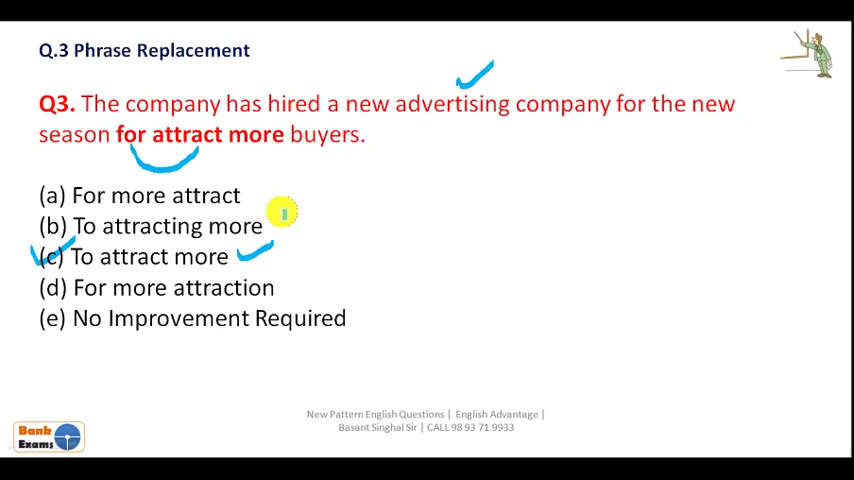 Q.3 Phrase Replacement
Q3. The company has hired a new advertising company for the new
season for attract more buyers.
(a) For more attract
(b) To attracting more
(c) To attract more
(d) For more attraction
(e) No Improvement Required
New Pattern English Questions | English Advantage |
Basant Singhal Sir | CALL 98 93 71 9933
Bank
Exams